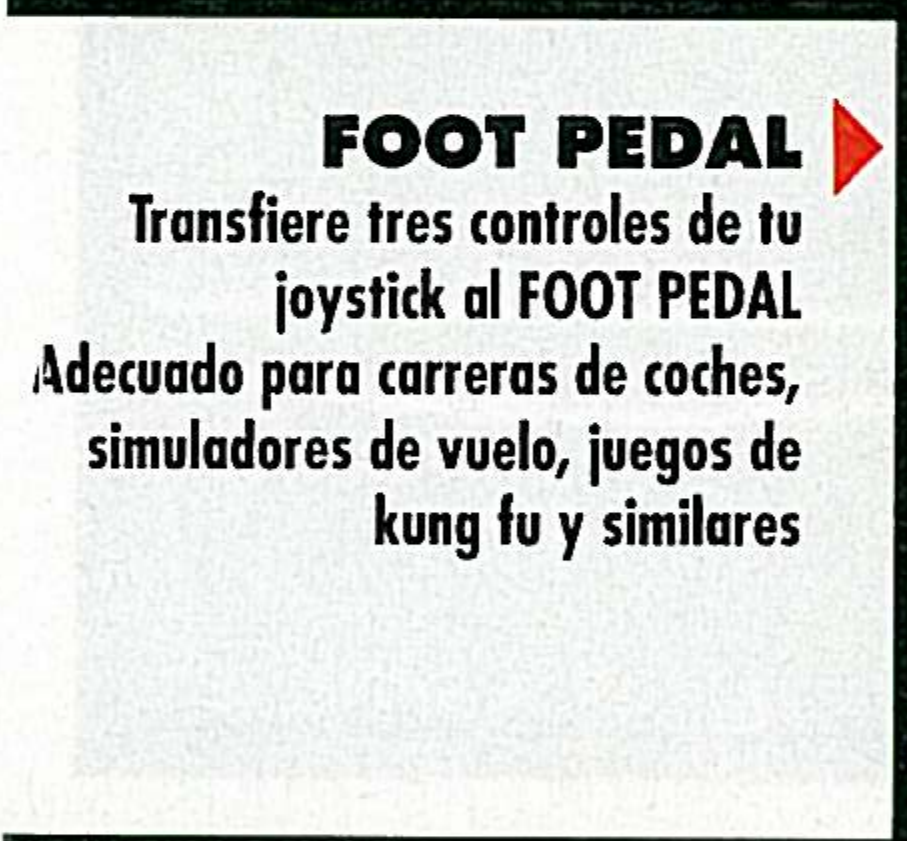 FOOT PEDAL
Transfiere tres controles de tu
joystick al FOOT PEDAL
Adecuado para carreras de coches,
simuladores de vuelo, juegos de
kung fu y similares